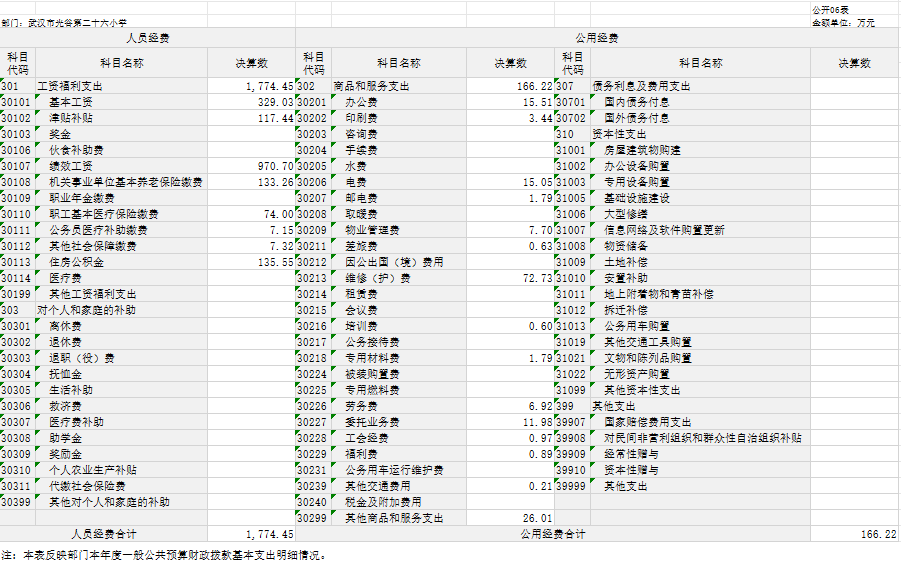 公开06表
部门：武汉市光谷第二十六小学 金额单位：万元
人员经费 公用经费
科目代码 科目名称 决算数 科目代码 科目名称 决算数 科目代码 科目名称 决算数
301 工资福利支出 1,774.45 302 商品和服务支出 166.22 307 债务利息及费用支出
30101 基本工资 329.03 30201 办公费 15.51 30701 国内债务付息
30102 津贴补贴 117.44 30202 印刷费 3.44 30702 国外债务付息
30103 奖金 30203 咨询费 310 资本性支出
30106 伙食补助费 30204 手续费 31001 房屋建筑物购建
30107 绩效工资 970.70 30205 水费 31002 办公设备购置
30108 机关事业单位基本养老保险缴费 133.26 30206 电费 15.05 31003 专用设备购置
30109 职业年金缴费 30207 邮电费 1.79 31005 基础设施建设
30110 职工基本医疗保险缴费 74.00 30208 取暖费 31006 大型修缮
30111 公务员医疗补助缴费 7.15 30209 物业管理费 7.70 31007 信息网络及软件购置更新
30112 其他社会保障缴费 7.32 30211 差旅费 0.63 31008 物资储备
30113 住房公积金 135.55 30212 因公出国（境）费用 31009 土地补偿
30114 医疗费 30213 维修（护）费 72.73 31010 安置补助
30199 其他工资福利支出 30214 租赁费 31011 地上附着物和青苗补偿
303 对个人和家庭的补助 30215 会议费 31012 拆迁补偿
30301 离休费 30216 培训费 0.60 31013 公务用车购置
30302 退休费 30217 公务接待费 31019 其他交通工具购置
30303 退职（役）费 30218 专用材料费 1.79 31021 文物和陈列品购置
30304 抚恤金 30224 被装购置费 31022 无形资产购置
30305 生活补助 30225 专用燃料费 31099 其他资本性支出
30306 救济费 30226 劳务费 6.92 399 其他支出
30307 医疗费补助 30227 委托业务费 11.98 39907 国家赔偿费用支出
30308 助学金 30228 工会经费 0.97 39908 对民间非营利组织和群众性自治组织补贴
30309 奖励金 30229 福利费 0.89 39909 经常性赠与
30310 个人农业生产补贴 30231 公务用车运行维护费 39910 资本性赠与
30311 代缴社会保险费 30239 其他交通费用 0.21 39999 其他支出
30399 其他对个人和家庭的补助 30240 税金及附加费用
30299 其他商品和服务支出 26.01
人员经费合计 1,774.45 公用经费合计 166.22
注：本表反映部门本年度一般公共预算财政拨款基本支出明细情况。